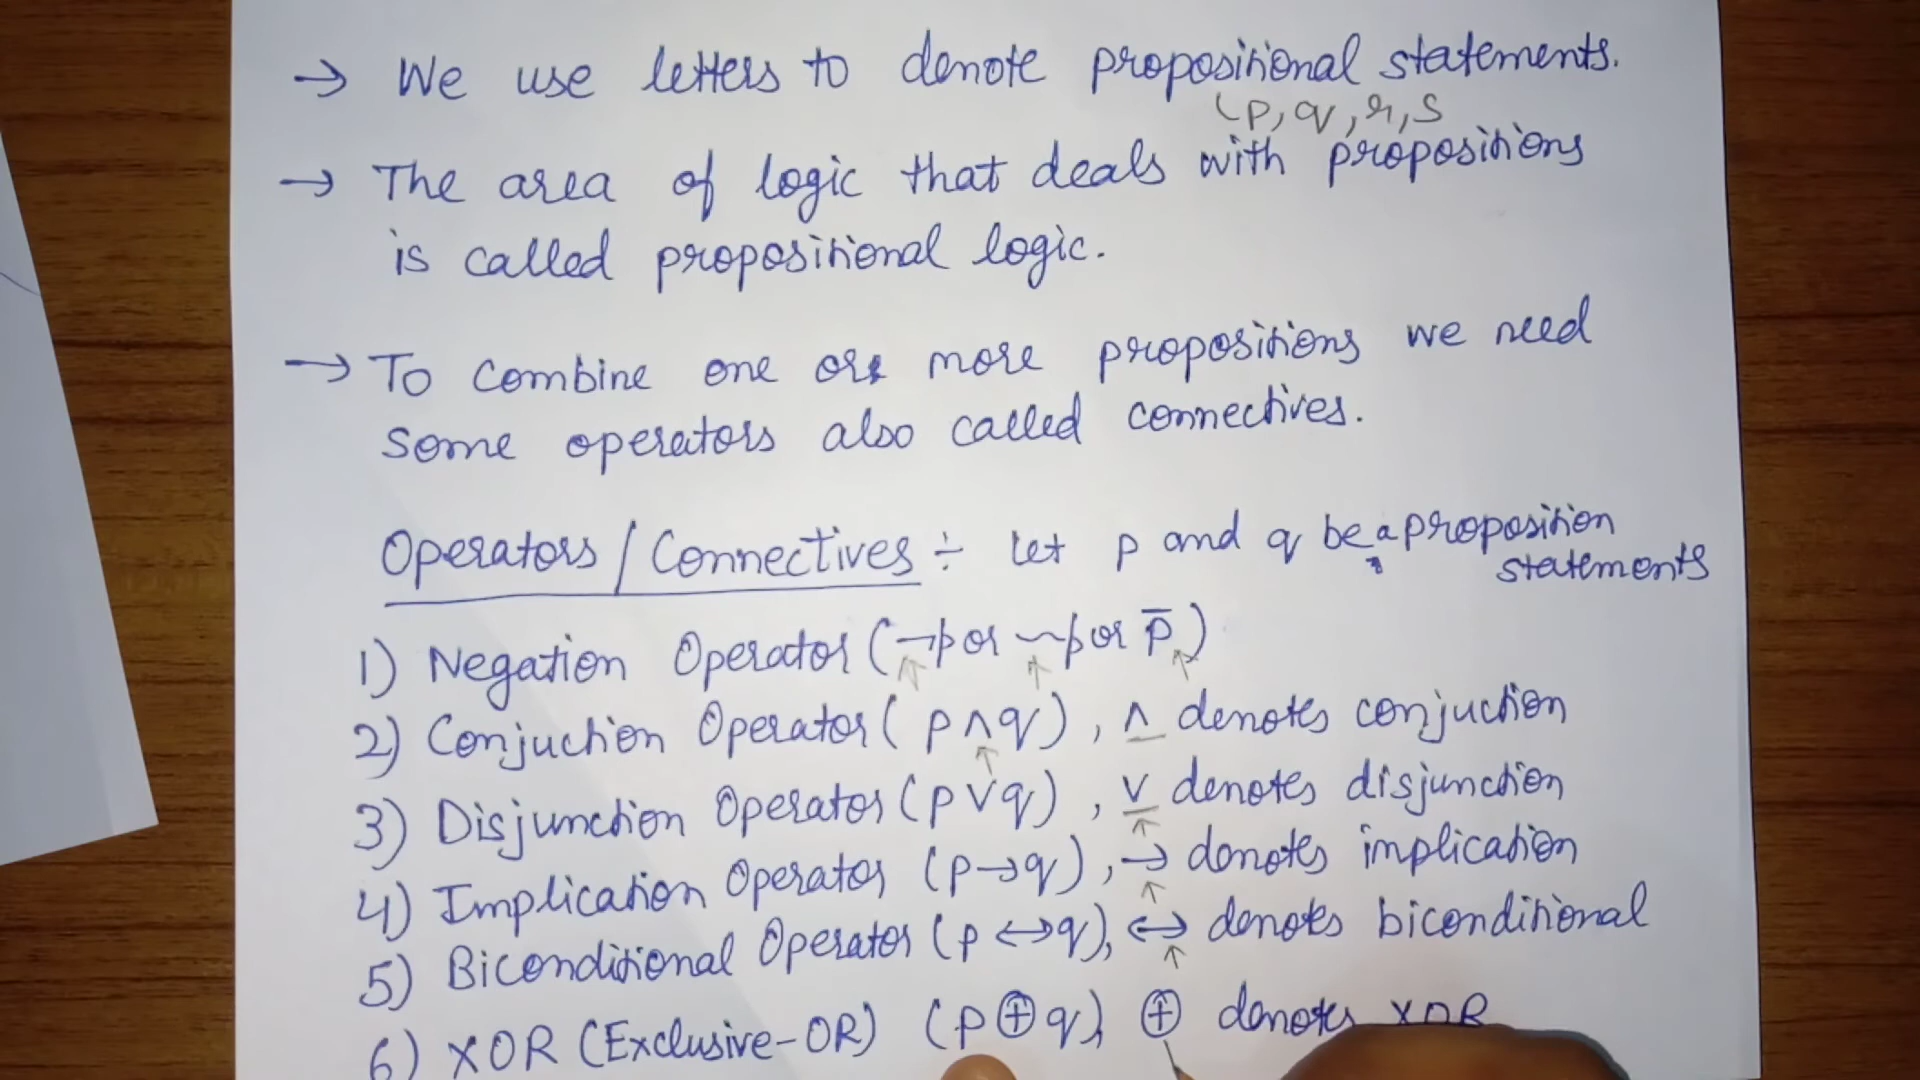 → We use letters to denote propositional statements.
(p, q, r, s
→ The area of logic that deals with propositions
is called propositional logic.
→ To combine one or more propositions we need
some operators also called connectives.
Operators / Connectives ÷ let p and q be a proposition
statements
1) Negation Operator (¬p or ~p or p̅)
2) Conjuction Operator (p ∧ q), ∧ denotes conjuction
3) Disjunction Operator (p ∨ q), ∨ denotes disjunction
4) Implication Operator (p → q), → denotes implication
5) Biconditional Operator (p ↔ q), ↔ denotes biconditional
6) XOR (Exclusive-OR) (p ⊕ q), ⊕ denotes XOR